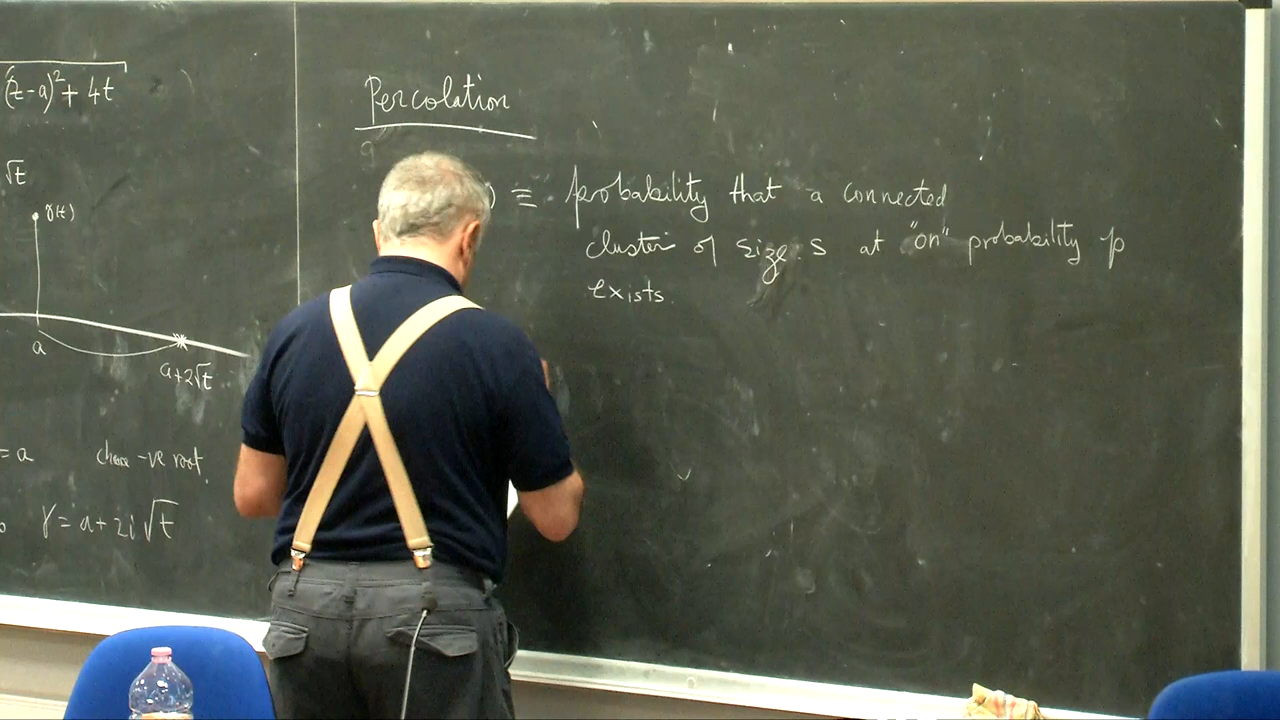 (z-a)²+ 4t
√t
γ(t)
a
a+2√t
= a choose -ve root
γ = a+2i√t
Percolation
) ≡ probability that a connected
cluster of size s at "on" probability p
exists.